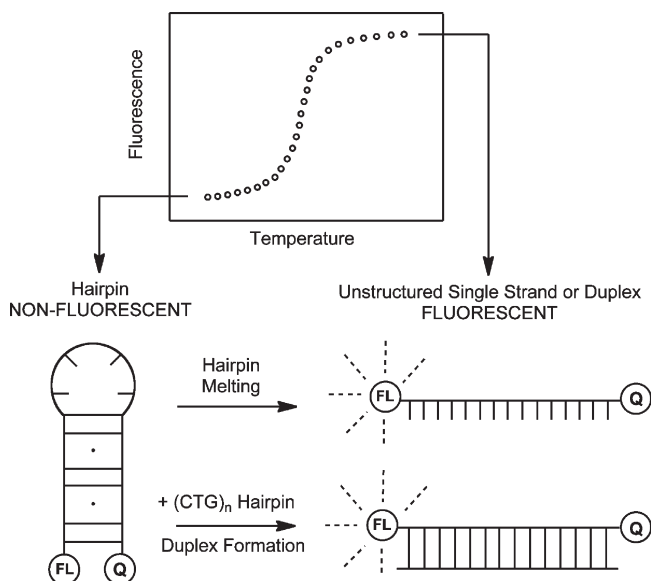 Fluorescence
Temperature
Hairpin
NON-FLUORESCENT
Unstructured Single Strand or Duplex
FLUORESCENT
Hairpin
Melting
FL
Q
+ (CTG)n Hairpin
Duplex Formation
FL
Q
FL
Q